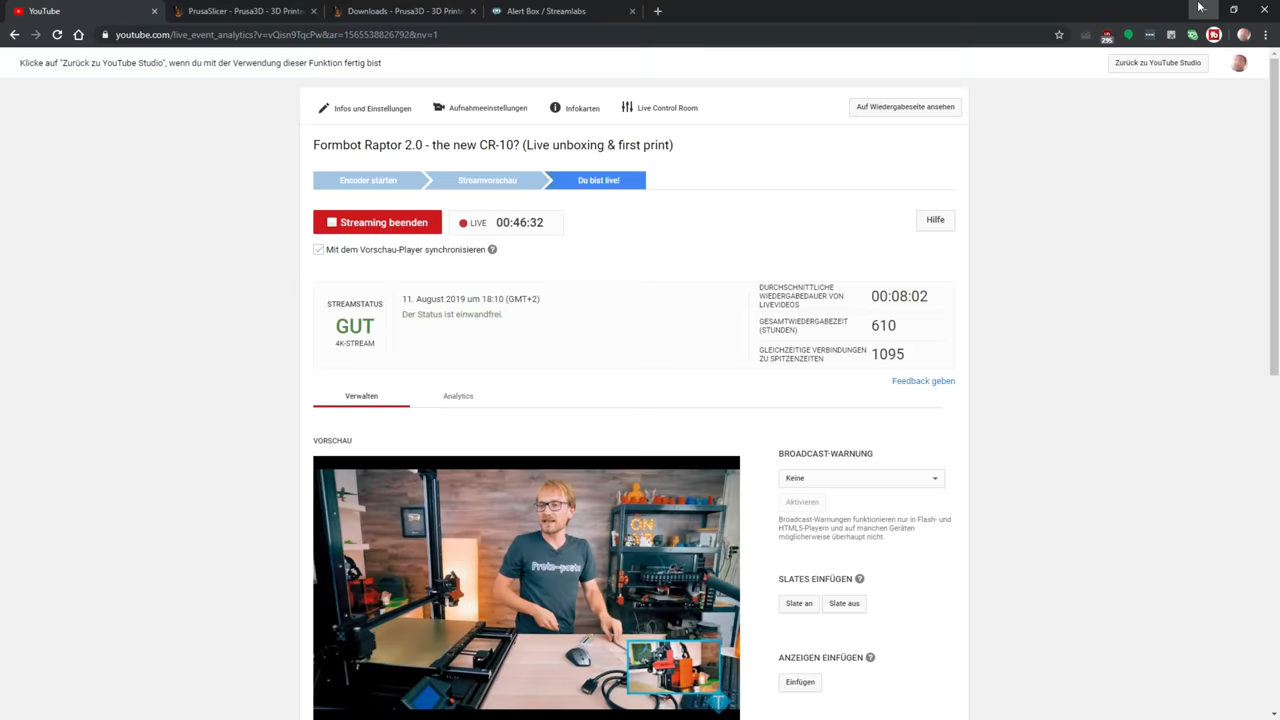 YouTube
PrusaSlicer - Prusa3D - 3D Printe
Downloads - Prusa3D - 3D Printe
Alert Box / Streamlabs
youtube.com/live_event_analytics?v=vQisn9TqCPw&ar=1565538826792&nv=1
Klicke auf "Zurück zu YouTube Studio", wenn du mit der Verwendung dieser Funktion fertig bist
Zurück zu YouTube Studio
Infos und Einstellungen
Aufnahmeeinstellungen
Infokarten
Live Control Room
Auf Wiedergabeseite ansehen
Formbot Raptor 2.0 - the new CR-10? (Live unboxing & first print)
Encoder starten
Streamvorschau
Du bist live!
Streaming beenden
LIVE 00:46:32
Hilfe
Mit dem Vorschau-Player synchronisieren
STREAMSTATUS
GUT
4K-STREAM
11. August 2019 um 18:10 (GMT+2)
Der Status ist einwandfrei.
DURCHSCHNITTLICHE
WIEDERGABEDAUER VON
LIVEVIDEOS
00:08:02
GESAMTWIEDERGABEZEIT
(STUNDEN)
610
GLEICHZEITIGE VERBINDUNGEN
ZU SPITZENZEITEN
1095
Feedback geben
Verwalten
Analytics
VORSCHAU
ON
Proto-pasta
BROADCAST-WARNUNG
Keine
Aktivieren
Broadcast-Warnungen funktionieren nur in Flash- und
HTML5-Playern und auf manchen Geräten
möglicherweise überhaupt nicht.
SLATES EINFÜGEN
Slate an
Slate aus
ANZEIGEN EINFÜGEN
Einfügen